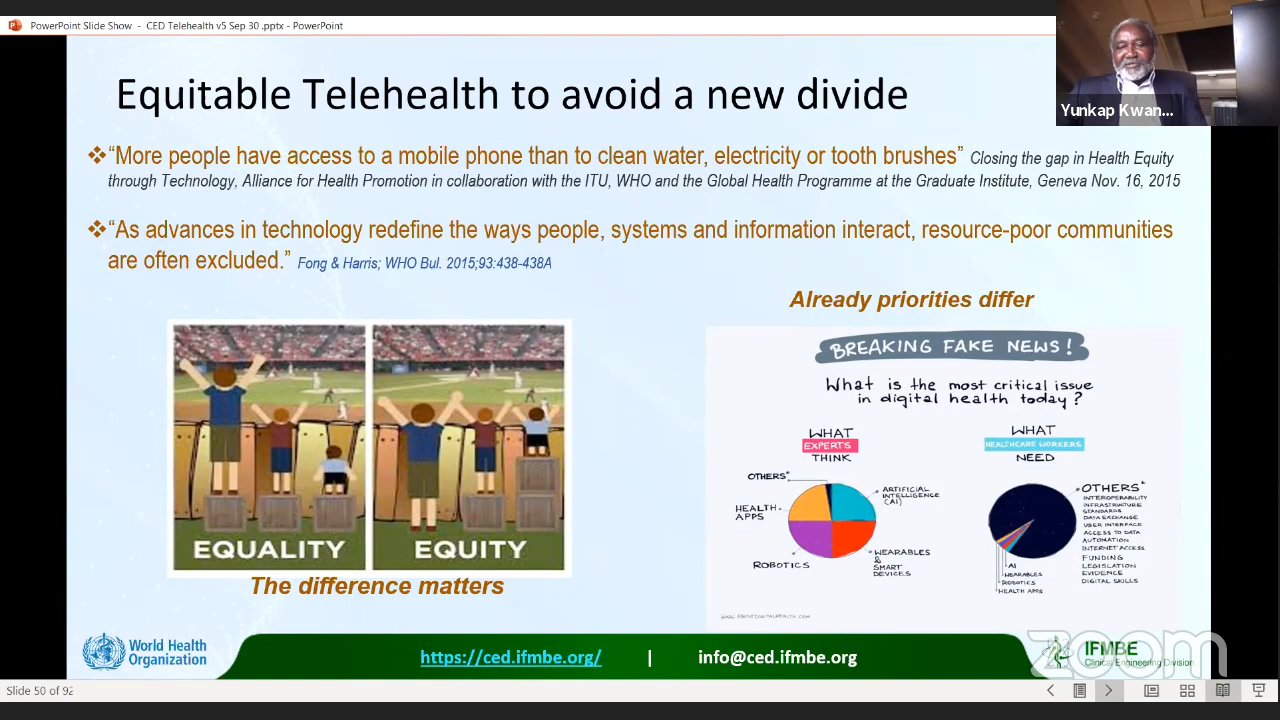 PowerPoint Slide Show - CED Telehealth v5 Sep 30 .pptx - PowerPoint
Yunkap Kwan...
Equitable Telehealth to avoid a new divide
❖“More people have access to a mobile phone than to clean water, electricity or tooth brushes” Closing the gap in Health Equity
through Technology, Alliance for Health Promotion in collaboration with the ITU, WHO and the Global Health Programme at the Graduate Institute, Geneva Nov. 16, 2015
❖“As advances in technology redefine the ways people, systems and information interact, resource-poor communities
are often excluded.” Fong & Harris; WHO Bul. 2015;93:438-438A
EQUALITY
EQUITY
The difference matters
Already priorities differ
BREAKING FAKE NEWS!
What is the most critical issue
in digital health today?
WHAT
EXPERTS
THINK
OTHERS*
HEALTH
APPS
ROBOTICS
ARTIFICIAL
INTELLIGENCE
(AI)
WEARABLES
&
SMART
DEVICES
WHAT
HEALTHCARE WORKERS
NEED
OTHERS*
INTEROPERABILITY
INFRASTRUCTURE
STANDARDS
DATA EXCHANGE
USER INTERFACE
ACCESS TO DATA
AUTOMATION
INTERNET ACCESS
FUNDING
LEGISLATION
EVIDENCE
DIGITAL SKILLS
AI
WEARABLES
ROBOTICS
HEALTH APPS
World Health
Organization
https://ced.ifmbe.org/ | info@ced.ifmbe.org
IFMBE
Clinical Engineering Division
zoom
Slide 50 of 92